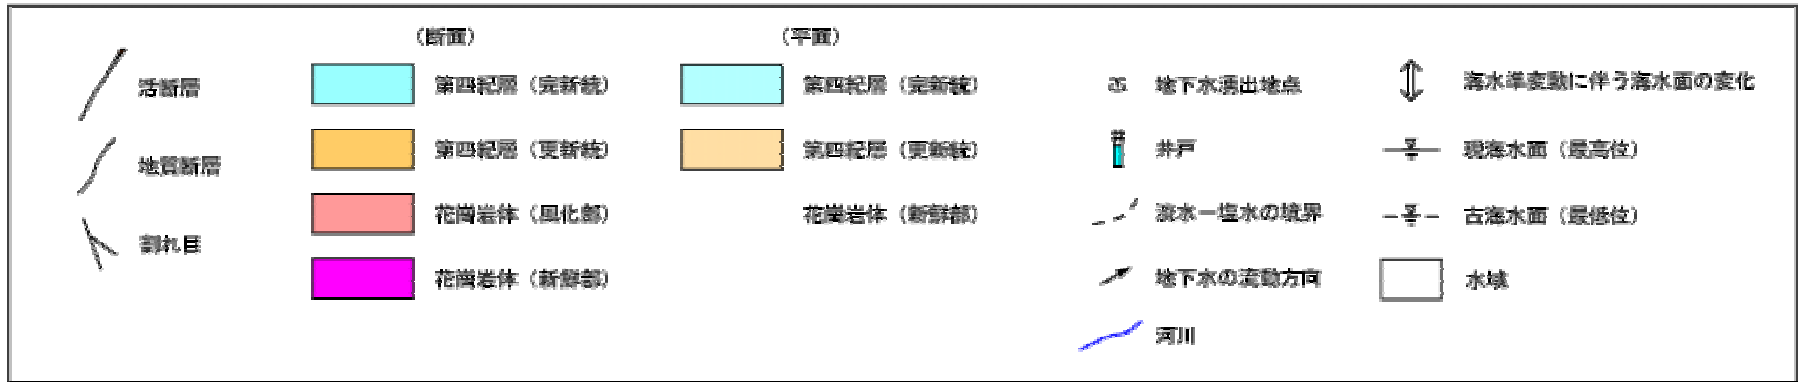 活断層
地質断層
割れ目
（断面）
第四紀層（完新統）
第四紀層（更新統）
花崗岩体（風化部）
花崗岩体（新鮮部）
（平面）
第四紀層（完新統）
第四紀層（更新統）
花崗岩体（新鮮部）
地下水湧出地点
井戸
淡水－塩水の境界
地下水の流動方向
河川
海水準変動に伴う海水面の変化
現海水面（最高位）
古海水面（最低位）
水域